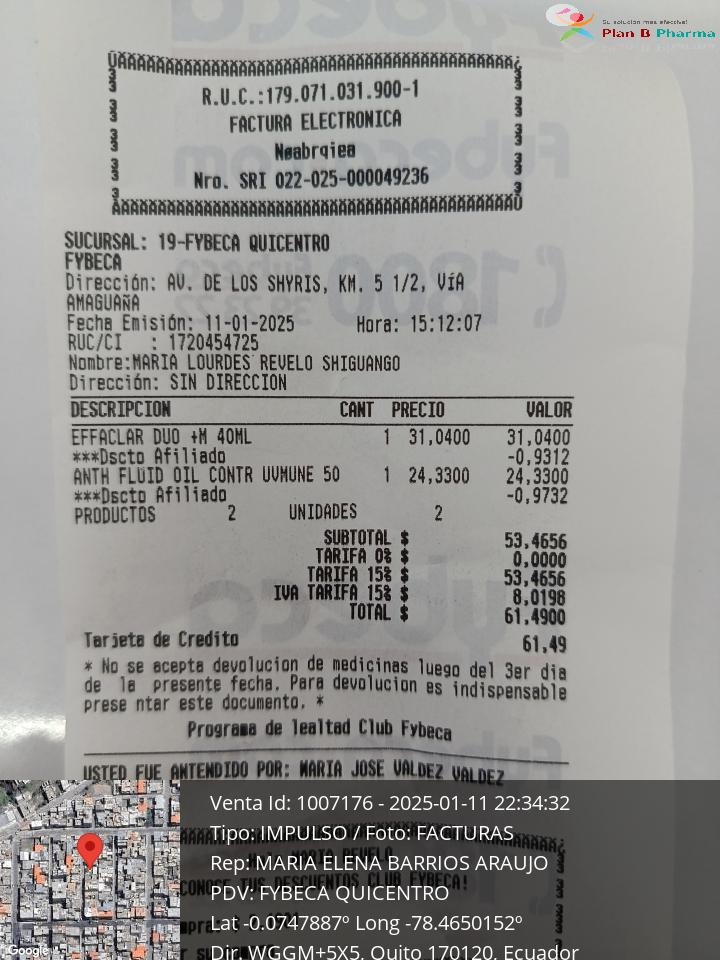 Su solución más efectiva!
Plan B Pharma
R.U.C.:179.071.031.900-1
FACTURA ELECTRONICA
Nøabrqiea
Nro. SRI 022-025-000049236
SUCURSAL: 19-FYBECA QUICENTRO
FYBECA
Dirección: AV. DE LOS SHYRIS, KM. 5 1/2, VíA
AMAGUAñA
Fecha Emisión: 11-01-2025 Hora: 15:12:07
RUC/CI : 1720454725
Nombre:MARIA LOURDES REVELO SHIGUANGO
Dirección: SIN DIRECCION
DESCRIPCION CANT PRECIO VALOR
EFFACLAR DUO +M 40ML 1 31,0400 31,0400
***Dscto Afiliado -0,9312
ANTH FLUID OIL CONTR UVMUNE 50 1 24,3300 24,3300
***Dscto Afiliado -0,9732
PRODUCTOS 2 UNIDADES 2
SUBTOTAL $ 53,4656
TARIFA 0% $ 0,0000
TARIFA 15% $ 53,4656
IVA TARIFA 15% $ 8,0198
TOTAL $ 61,4900
Tarjeta de Credito 61,49
* No se acepta devolucion de medicinas luego del 3er dia
de la presente fecha. Para devolucion es indispensable
prese ntar este documento. *
Programa de lealtad Club Fybeca
USTED FUE ANTENDIDO POR: MARIA JOSE VALDEZ VALDEZ
Venta Id: 1007176 - 2025-01-11 22:34:32
Tipo: IMPULSO / Foto: FACTURAS
Rep: MARIA ELENA BARRIOS ARAUJO
CONOCE TUS DESCUENTOS CLUB FYBECA!
PDV: FYBECA QUICENTRO
Lat -0.0747887º Long -78.4650152º
Dir. WGGM+5X5, Quito 170120, Ecuador
Google